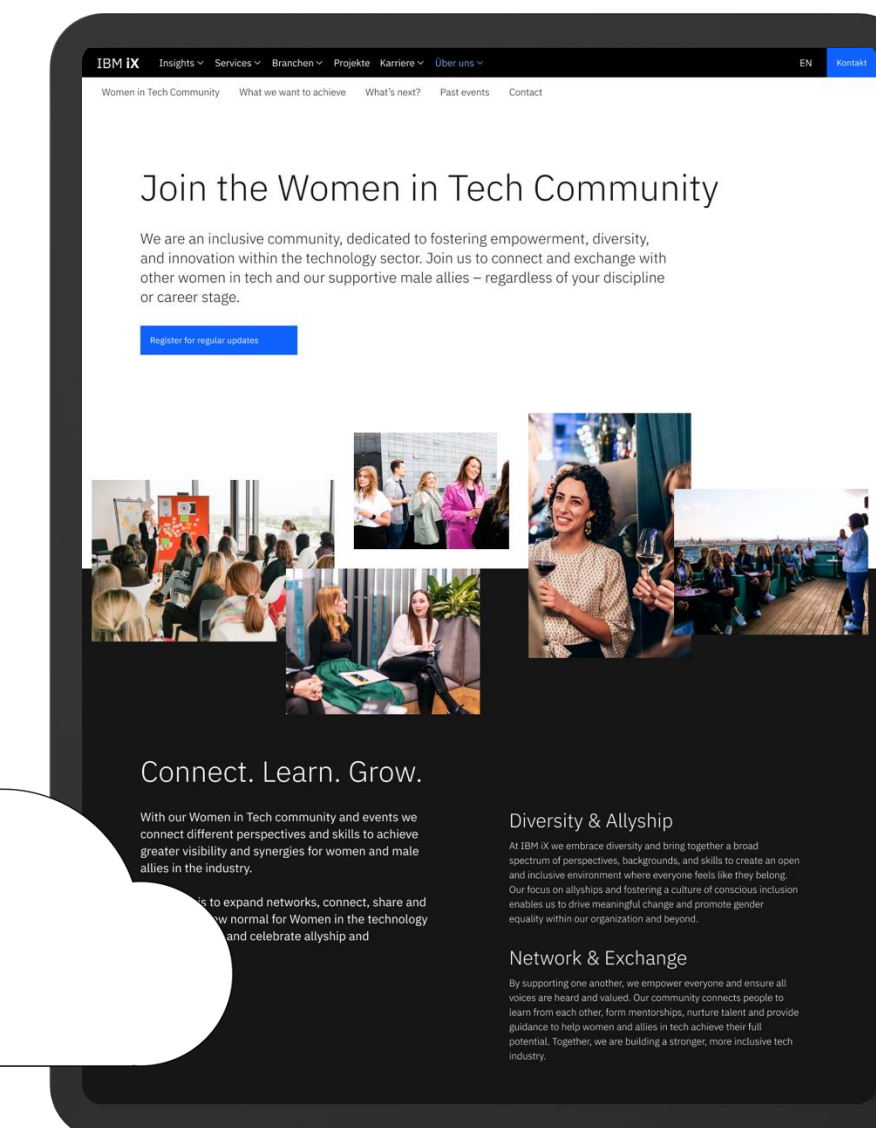 IBM iX Insights Services Branchen Projekte Karriere Über uns EN Kontakt
Women in Tech Community What we want to achieve What's next? Past events Contact
Join the Women in Tech Community
We are an inclusive community, dedicated to fostering empowerment, diversity,
and innovation within the technology sector. Join us to connect and exchange with
other women in tech and our supportive male allies – regardless of your discipline
or career stage.
Register for regular updates
Connect. Learn. Grow.
With our Women in Tech community and events we
connect different perspectives and skills to achieve
greater visibility and synergies for women and male
allies in the industry.
is to expand networks, connect, share and
normal for Women in the technology
and celebrate allyship and
Diversity & Allyship
At IBM iX we embrace diversity and bring together a broad
spectrum of perspectives, backgrounds, and skills to create an open
and inclusive environment where everyone feels like they belong.
Our focus on allyships and fostering a culture of conscious inclusion
enables us to drive meaningful change and promote gender
equality within our organization and beyond.
Network & Exchange
By supporting one another, we empower everyone and ensure all
voices are heard and valued. Our community connects people to
learn from each other, form mentorships, nurture talent and provide
guidance to help women and allies in tech achieve their full
potential. Together, we are building a stronger, more inclusive tech
industry.